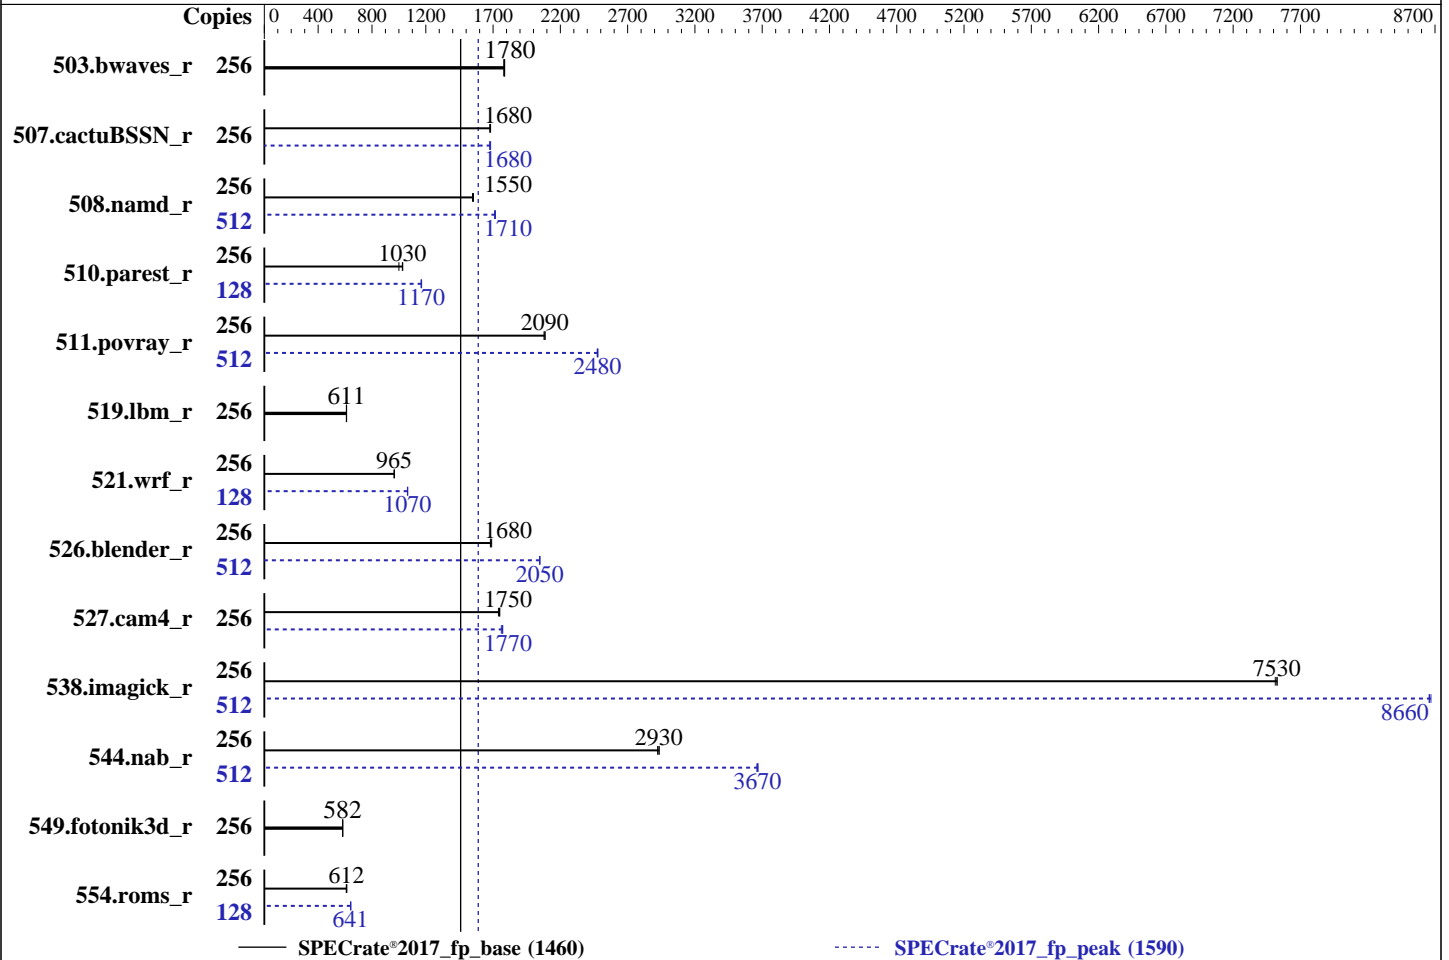 Copies 0 400 800 1200 1700 2200 2700 3200 3700 4200 4700 5200 5700 6200 6700 7200 7700 8700
1780
503.bwaves_r 256
1680
507.cactuBSSN_r 256
1680
256 1550
508.namd_r
512 1710
256 1030
510.parest_r
128 1170
256 2090
511.povray_r
512 2480
611
519.lbm_r 256
256 965
521.wrf_r
128 1070
256 1680
526.blender_r
512 2050
1750
527.cam4_r 256
1770
256 7530
538.imagick_r
512 8660
256 2930
544.nab_r
512 3670
582
549.fotonik3d_r 256
256 612
554.roms_r
128 641
SPECrate®2017_fp_base (1460) SPECrate®2017_fp_peak (1590)